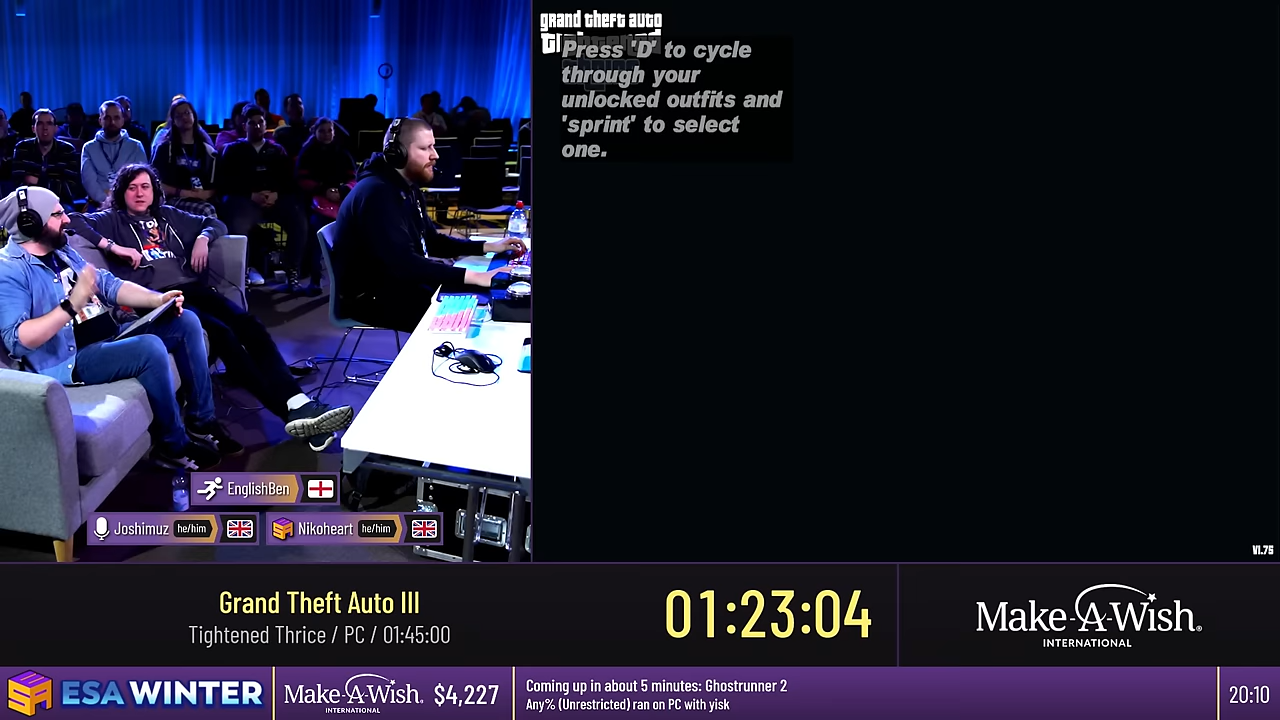 grand theft auto
Press 'D' to cycle
through your
unlocked outfits and
'sprint' to select
one.
V1.75
EnglishBen
Joshimuz he/him
Nikoheart he/him
Grand Theft Auto III
Tightened Thrice / PC / 01:45:00
01:23:04
Make-A-Wish.
INTERNATIONAL
ESA WINTER
Make-A-Wish.
INTERNATIONAL
$4,227
Coming up in about 5 minutes: Ghostrunner 2
Any% (Unrestricted) ran on PC with yisk
20:10